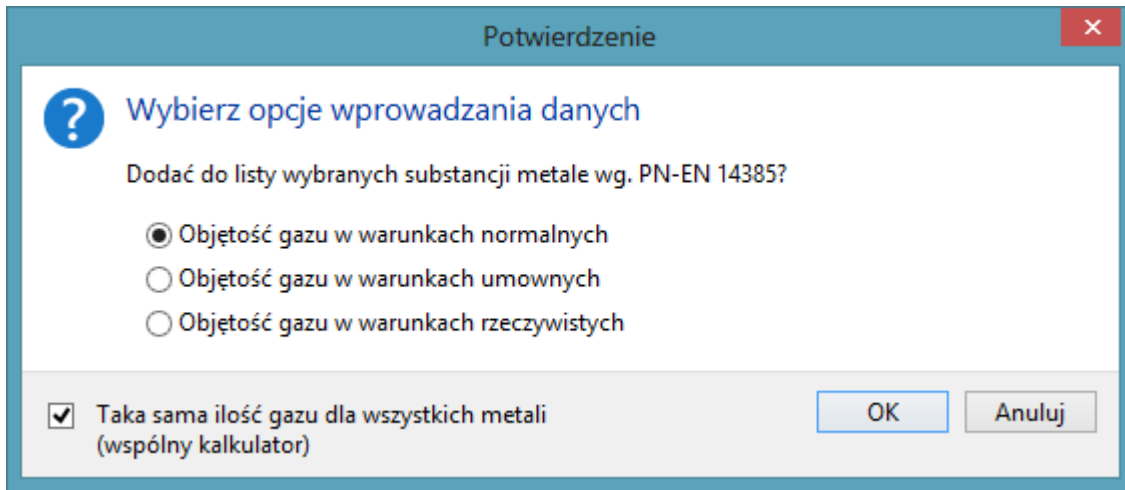 Potwierdzenie
Wybierz opcje wprowadzania danych
Dodać do listy wybranych substancji metale wg. PN-EN 14385?
Objętość gazu w warunkach normalnych
Objętość gazu w warunkach umownych
Objętość gazu w warunkach rzeczywistych
Taka sama ilość gazu dla wszystkich metali
(wspólny kalkulator)
OK
Anuluj